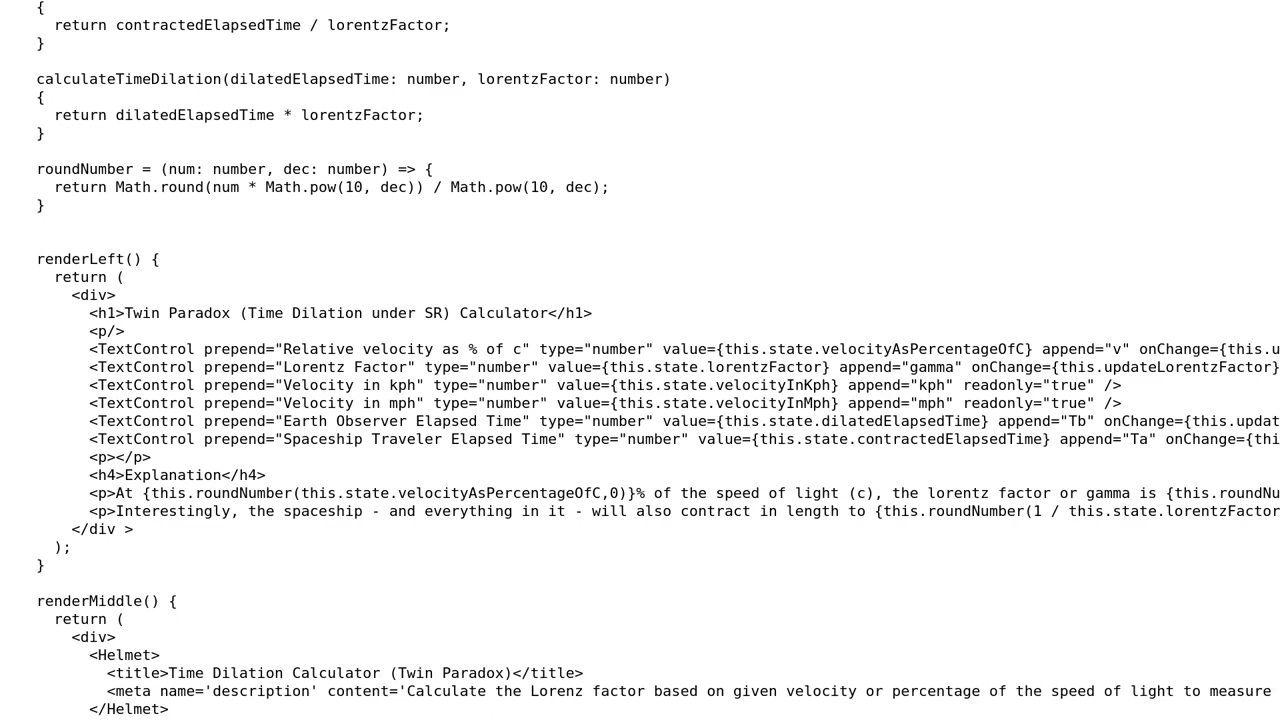 {
return contractedElapsedTime / lorentzFactor;
}
calculateTimeDilation(dilatedElapsedTime: number, lorentzFactor: number)
{
return dilatedElapsedTime * lorentzFactor;
}
roundNumber = (num: number, dec: number) => {
return Math.round(num * Math.pow(10, dec)) / Math.pow(10, dec);
}
renderLeft() {
return (
<div>
<h1>Twin Paradox (Time Dilation under SR) Calculator</h1>
<p/>
<TextControl prepend="Relative velocity as % of c" type="number" value={this.state.velocityAsPercentageOfC} append="v" onChange={this.u
<TextControl prepend="Lorentz Factor" type="number" value={this.state.lorentzFactor} append="gamma" onChange={this.updateLorentzFactor}
<TextControl prepend="Velocity in kph" type="number" value={this.state.velocityInKph} append="kph" readonly="true" />
<TextControl prepend="Velocity in mph" type="number" value={this.state.velocityInMph} append="mph" readonly="true" />
<TextControl prepend="Earth Observer Elapsed Time" type="number" value={this.state.dilatedElapsedTime} append="Tb" onChange={this.updat
<TextControl prepend="Spaceship Traveler Elapsed Time" type="number" value={this.state.contractedElapsedTime} append="Ta" onChange={thi
<p></p>
<h4>Explanation</h4>
<p>At {this.roundNumber(this.state.velocityAsPercentageOfC,0)}% of the speed of light (c), the lorentz factor or gamma is {this.roundNu
<p>Interestingly, the spaceship - and everything in it - will also contract in length to {this.roundNumber(1 / this.state.lorentzFactor
</div >
);
}
renderMiddle() {
return (
<div>
<Helmet>
<title>Time Dilation Calculator (Twin Paradox)</title>
<meta name='description' content='Calculate the Lorenz factor based on given velocity or percentage of the speed of light to measure
</Helmet>